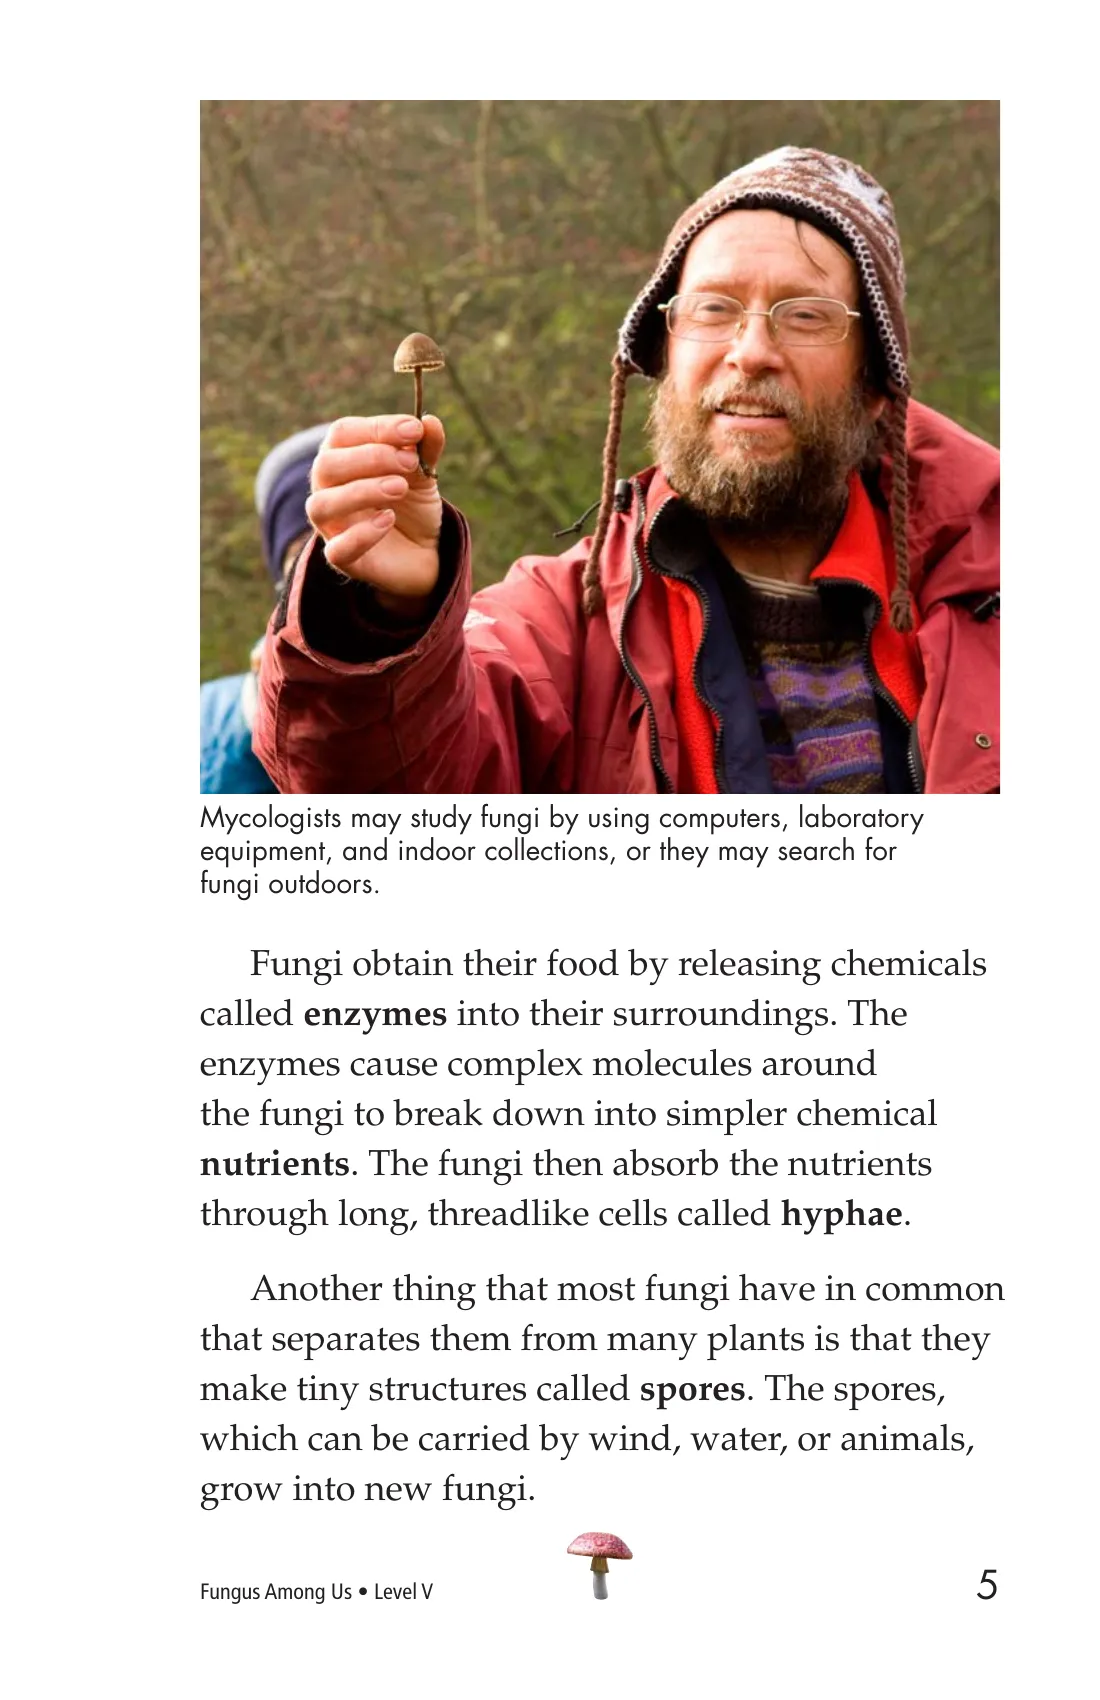 Mycologists may study fungi by using computers, laboratory
equipment, and indoor collections, or they may search for
fungi outdoors.
Fungi obtain their food by releasing chemicals
called enzymes into their surroundings. The
enzymes cause complex molecules around
the fungi to break down into simpler chemical
nutrients. The fungi then absorb the nutrients
through long, threadlike cells called hyphae.
Another thing that most fungi have in common
that separates them from many plants is that they
make tiny structures called spores. The spores,
which can be carried by wind, water, or animals,
grow into new fungi.
Fungus Among Us • Level V
5